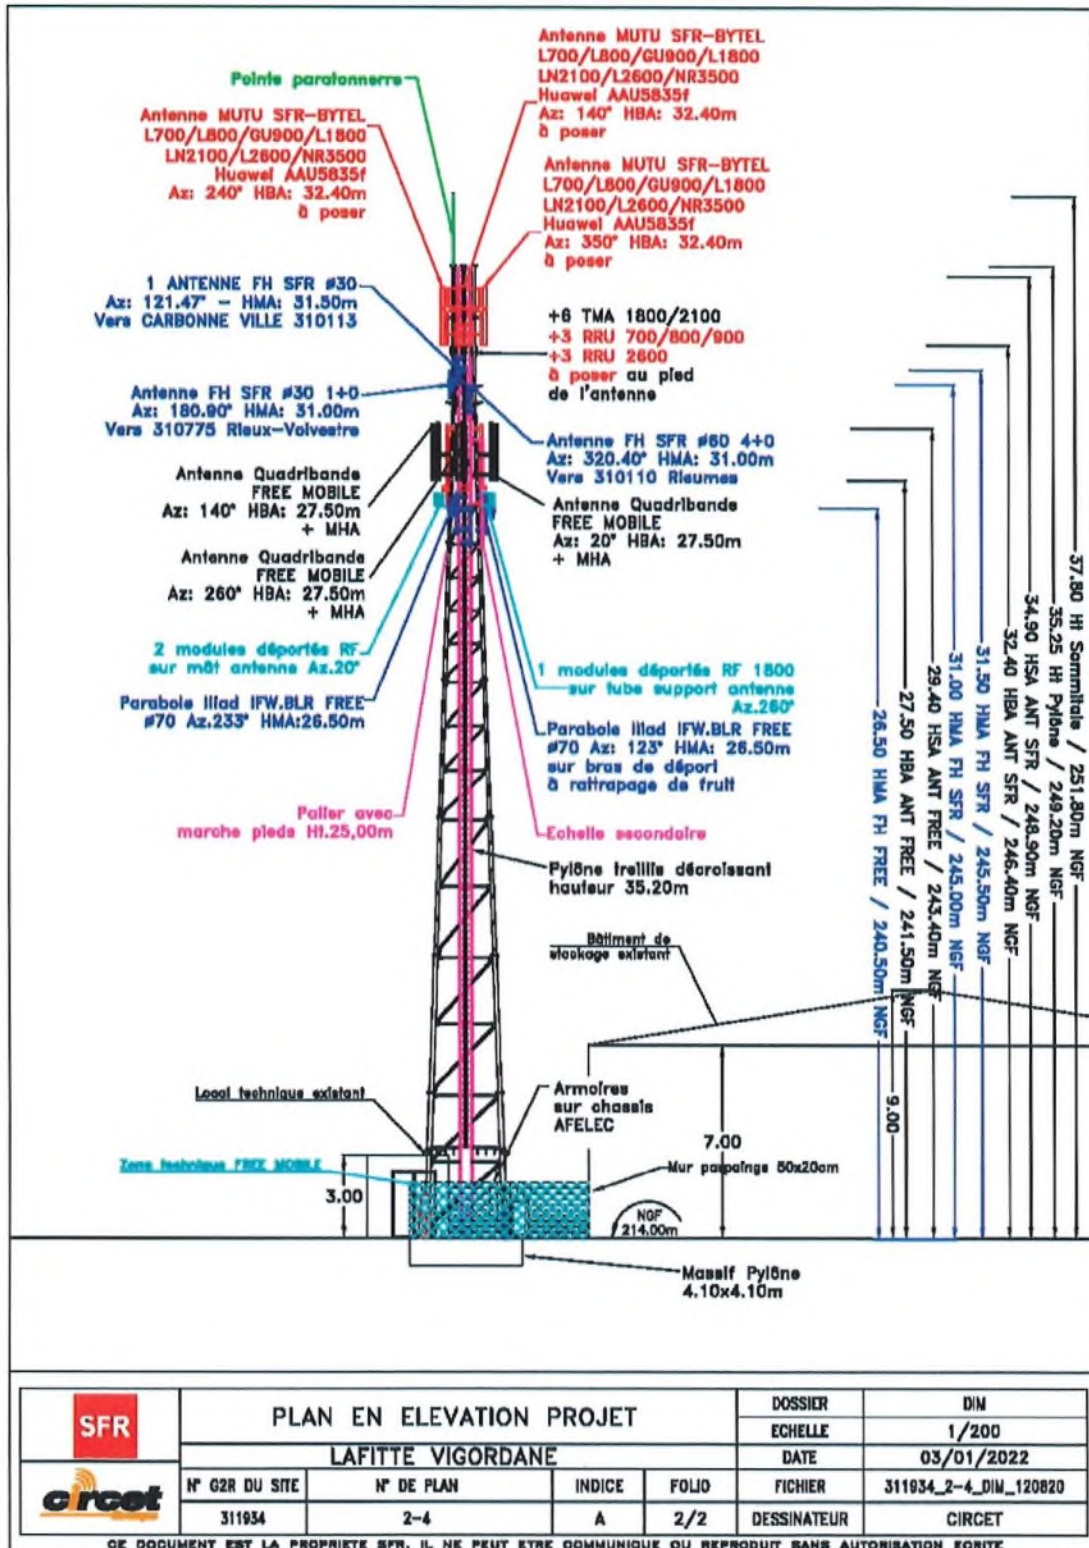 Antenne MUTU SFR-BYTEL
L700/L800/GU900/L1800
LN2100/L2600/NR3500
Huawei AAU5835f
Az: 140° HBA: 32.40m
à poser
Pointe paratonnerre
Antenne MUTU SFR-BYTEL
L700/L800/GU900/L1800
LN2100/L2600/NR3500
Huawei AAU5835f
Az: 240° HBA: 32.40m
à poser
Antenne MUTU SFR-BYTEL
L700/L800/GU900/L1800
LN2100/L2600/NR3500
Huawei AAU5835f
Az: 350° HBA: 32.40m
à poser
1 ANTENNE FH SFR ø30
Az: 121.47° - HMA: 31.50m
Vers CARBONNE VILLE 310113
+6 TMA 1800/2100
+3 RRU 700/800/900
+3 RRU 2600
à poser au pied
de l'antenne
Antenne FH SFR ø30 1+0
Az: 180.90° HMA: 31.00m
Vers 310775 Rieux-Volvestre
Antenne FH SFR ø60 4+0
Az: 320.40° HMA: 31.00m
Vers 310110 Rieumes
Antenne Quadribande
FREE MOBILE
Az: 140° HBA: 27.50m
+ MHA
Antenne Quadribande
FREE MOBILE
Az: 20° HBA: 27.50m
+ MHA
Antenne Quadribande
FREE MOBILE
Az: 260° HBA: 27.50m
+ MHA
2 modules déportés RF
sur mât antenne Az.20°
1 modules déportés RF 1800
sur tube support antenne
Az.260°
Parabole Iliad IFW.BLR FREE
ø70 Az.233° HMA:26.50m
Parabole Iliad IFW.BLR FREE
ø70 Az: 123° HMA: 26.50m
sur bras de déport
à rattrapage de fruit
Palier avec
marche pieds Ht.25,00m
Echelle secondaire
Pylône treillis décroissant
hauteur 35.20m
Bâtiment de
stockage existant
37.80 Ht Sommitale / 251.80m NGF
35.25 Ht Pylône / 249.20m NGF
34.90 HSA ANT SFR / 248.90m NGF
32.40 HBA ANT SFR / 246.40m NGF
31.50 HMA FH SFR / 245.50m NGF
31.00 HMA FH SFR / 245.00m NGF
29.40 HSA ANT FREE / 243.40m NGF
27.50 HBA ANT FREE / 241.50m NGF
26.50 HMA FH FREE / 240.50m NGF
9.00
7.00
Local technique existant
Armoires
sur chassis
AFELEC
Zone technique FREE MOBILE
3.00
Mur parpaings 50x20cm
NGF
214.00m
Massif Pylône
4.10x4.10m
SFR
circet
PLAN EN ELEVATION PROJET
LAFITTE VIGORDANE
N° G2R DU SITE
N° DE PLAN
INDICE
FOLIO
311934
2-4
A
2/2
DOSSIER
DIM
ECHELLE
1/200
DATE
03/01/2022
FICHIER
311934_2-4_DIM_120820
DESSINATEUR
CIRCET
CE DOCUMENT EST LA PROPRIETE SFR. IL NE PEUT ETRE COMMUNIQUE OU REPRODUIT SANS AUTORISATION ECRITE